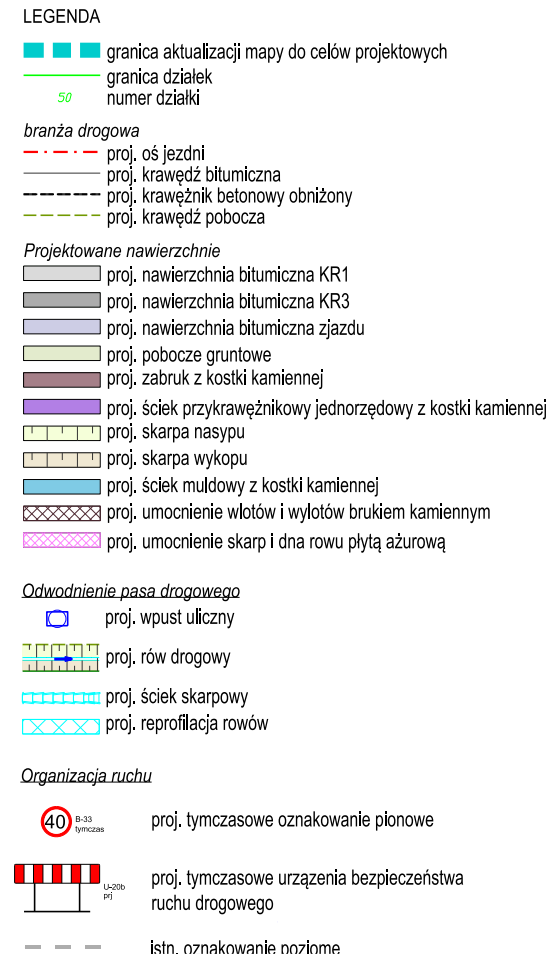 LEGENDA
granica aktualizacji mapy do celów projektowych
granica działek
50 numer działki
branża drogowa
proj. oś jezdni
proj. krawędź bitumiczna
proj. krawężnik betonowy obniżony
proj. krawędź pobocza
Projektowane nawierzchnie
proj. nawierzchnia bitumiczna KR1
proj. nawierzchnia bitumiczna KR3
proj. nawierzchnia bitumiczna zjazdu
proj. pobocze gruntowe
proj. zabruk z kostki kamiennej
proj. ściek przykrawężnikowy jednorzędowy z kostki kamiennej
proj. skarpa nasypu
proj. skarpa wykopu
proj. ściek muldowy z kostki kamiennej
proj. umocnienie wlotów i wylotów brukiem kamiennym
proj. umocnienie skarp i dna rowu płytą ażurową
Odwodnienie pasa drogowego
proj. wpust uliczny
proj. rów drogowy
proj. ściek skarpowy
proj. reprofilacja rowów
Organizacja ruchu
40
B-33
tymczas
proj. tymczasowe oznakowanie pionowe
U-20b
prj
proj. tymczasowe urządzenia bezpieczeństwa
ruchu drogowego
istn. oznakowanie poziome